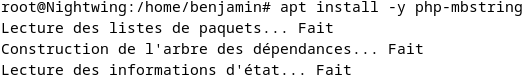 root@Nightwing:/home/benjamin# apt install -y php-mbstring
Lecture des listes de paquets... Fait
Construction de l'arbre des dépendances... Fait
Lecture des informations d'état... Fait